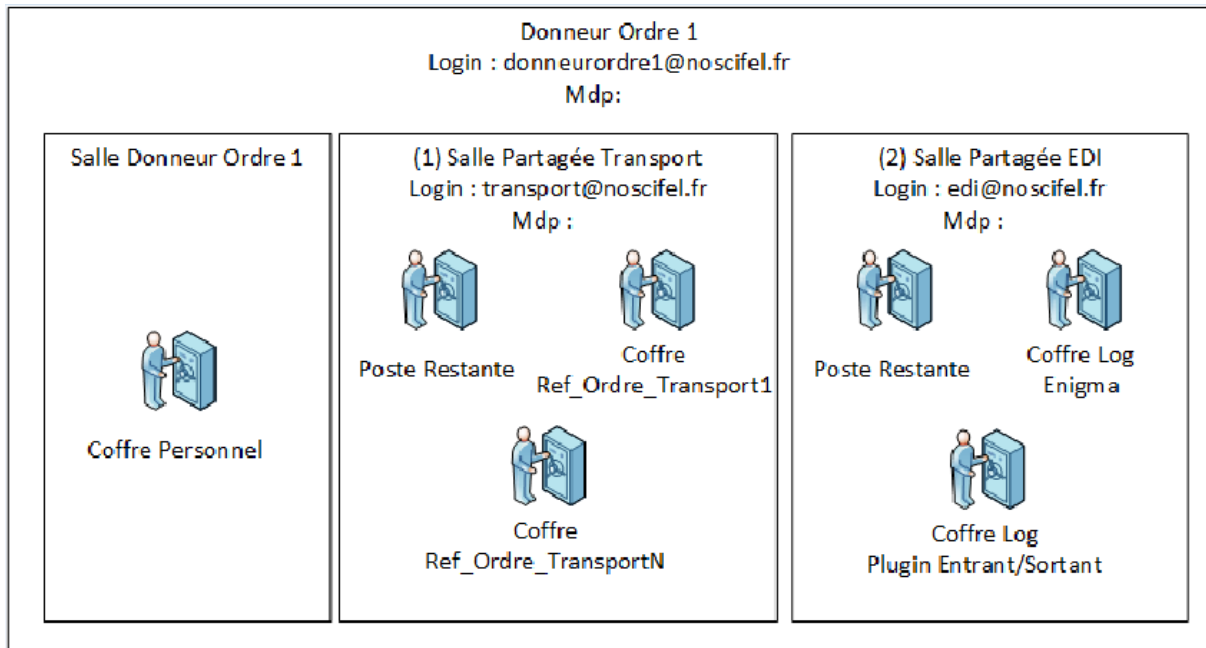 Donneur Ordre 1
Login : donneurordre1@noscifel.fr
Mdp:
Salle Donneur Ordre 1
Coffre Personnel
(1) Salle Partagée Transport
Login : transport@noscifel.fr
Mdp :
Poste Restante
Coffre
Ref_Ordre_Transport1
Coffre
Ref_Ordre_TransportN
(2) Salle Partagée EDI
Login : edi@noscifel.fr
Mdp :
Poste Restante
Coffre Log
Enigma
Coffre Log
Plugin Entrant/Sortant